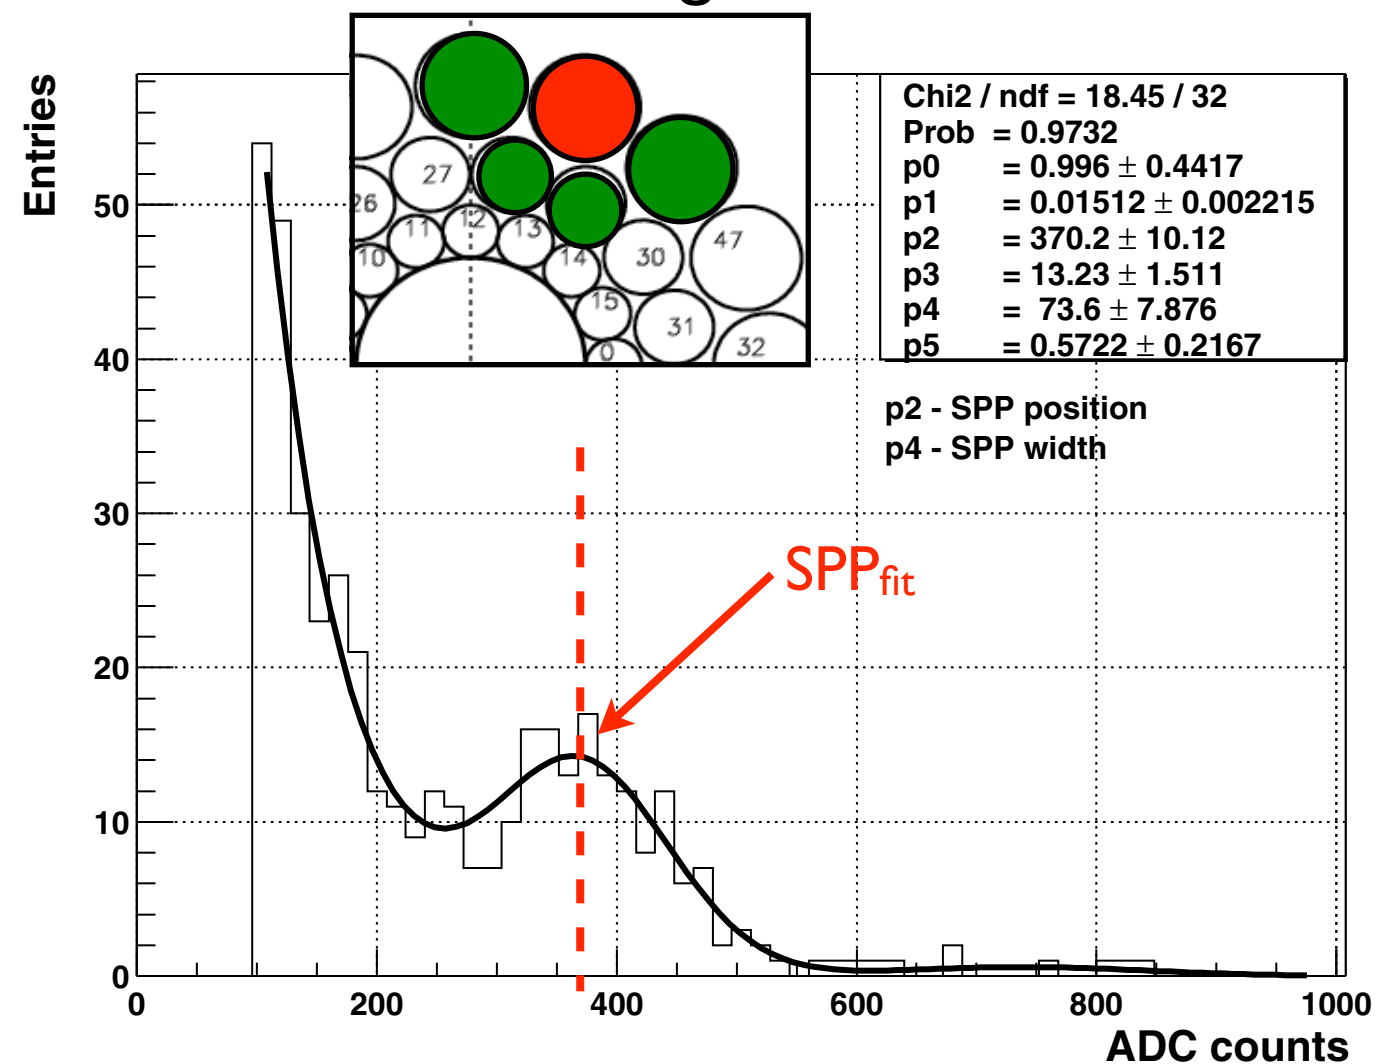 Entries
Chi2 / ndf = 18.45 / 32
Prob = 0.9732
p0 = 0.996 ± 0.4417
p1 = 0.01512 ± 0.002215
p2 = 370.2 ± 10.12
p3 = 13.23 ± 1.511
p4 = 73.6 ± 7.876
p5 = 0.5722 ± 0.2167
p2 - SPP position
p4 - SPP width
27
26
12
11
13
10
14
30
47
15
31
32
0
SPPfit
50
40
30
20
10
0
0 200 400 600 800 1000
ADC counts